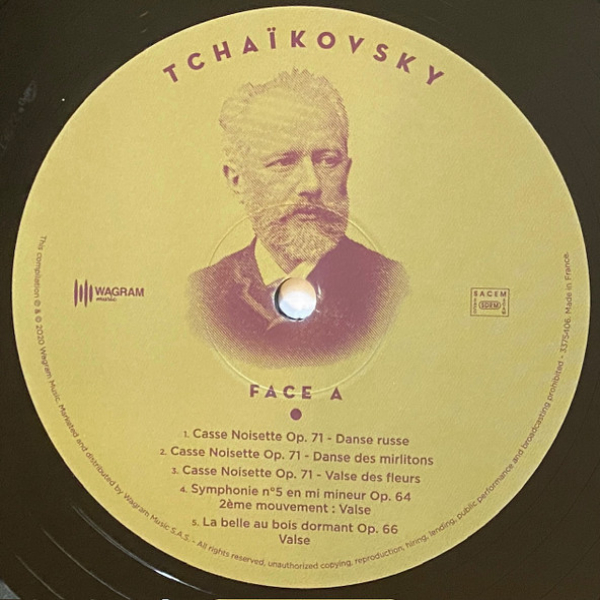 TCHAÏKOVSKY
WAGRAM
music
SACEM
SDRM
FACE A
1. Casse Noisette Op. 71 - Danse russe
2. Casse Noisette Op. 71 - Danse des mirlitons
3. Casse Noisette Op. 71 - Valse des fleurs
4. Symphonie n°5 en mi mineur Op. 64
2ème mouvement : Valse
5. La belle au bois dormant Op. 66
Valse
This compilation ℗ & © 2020 Wagram Music. Marketed and distributed by Wagram Music S.A.S. - All rights reserved, unauthorized copying, reproduction, hiring, lending, public performance and broadcasting prohibited - 3375406. Made in France.